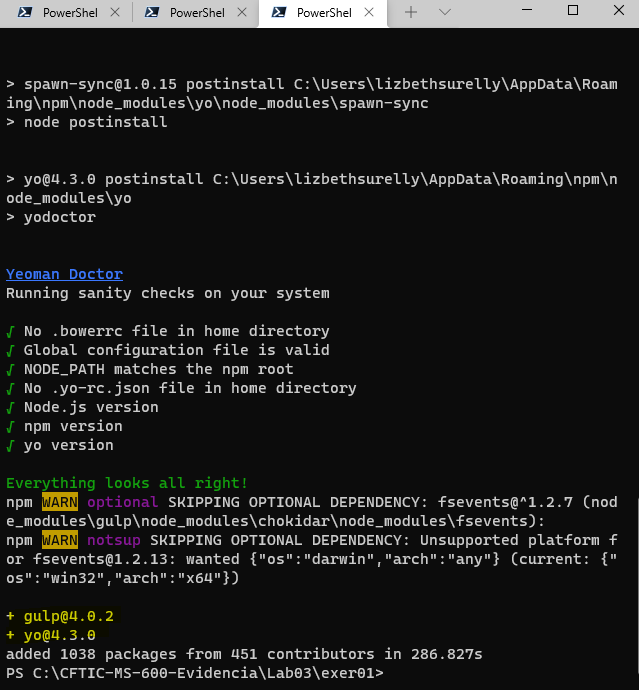 PowerShel
PowerShel
PowerShel
> spawn-sync@1.0.15 postinstall C:\Users\lizbethsurelly\AppData\Roam
ing\npm\node_modules\yo\node_modules\spawn-sync
> node postinstall
> yo@4.3.0 postinstall C:\Users\lizbethsurelly\AppData\Roaming\npm\n
ode_modules\yo
> yodoctor
Yeoman Doctor
Running sanity checks on your system
√ No .bowerrc file in home directory
√ Global configuration file is valid
√ NODE_PATH matches the npm root
√ No .yo-rc.json file in home directory
√ Node.js version
√ npm version
√ yo version
Everything looks all right!
npm WARN optional SKIPPING OPTIONAL DEPENDENCY: fsevents@^1.2.7 (nod
e_modules\gulp\node_modules\chokidar\node_modules\fsevents):
npm WARN notsup SKIPPING OPTIONAL DEPENDENCY: Unsupported platform f
or fsevents@1.2.13: wanted {"os":"darwin","arch":"any"} (current: {"
os":"win32","arch":"x64"})
+ gulp@4.0.2
+ yo@4.3.0
added 1038 packages from 451 contributors in 286.827s
PS C:\CFTIC-MS-600-Evidencia\Lab03\exer01>